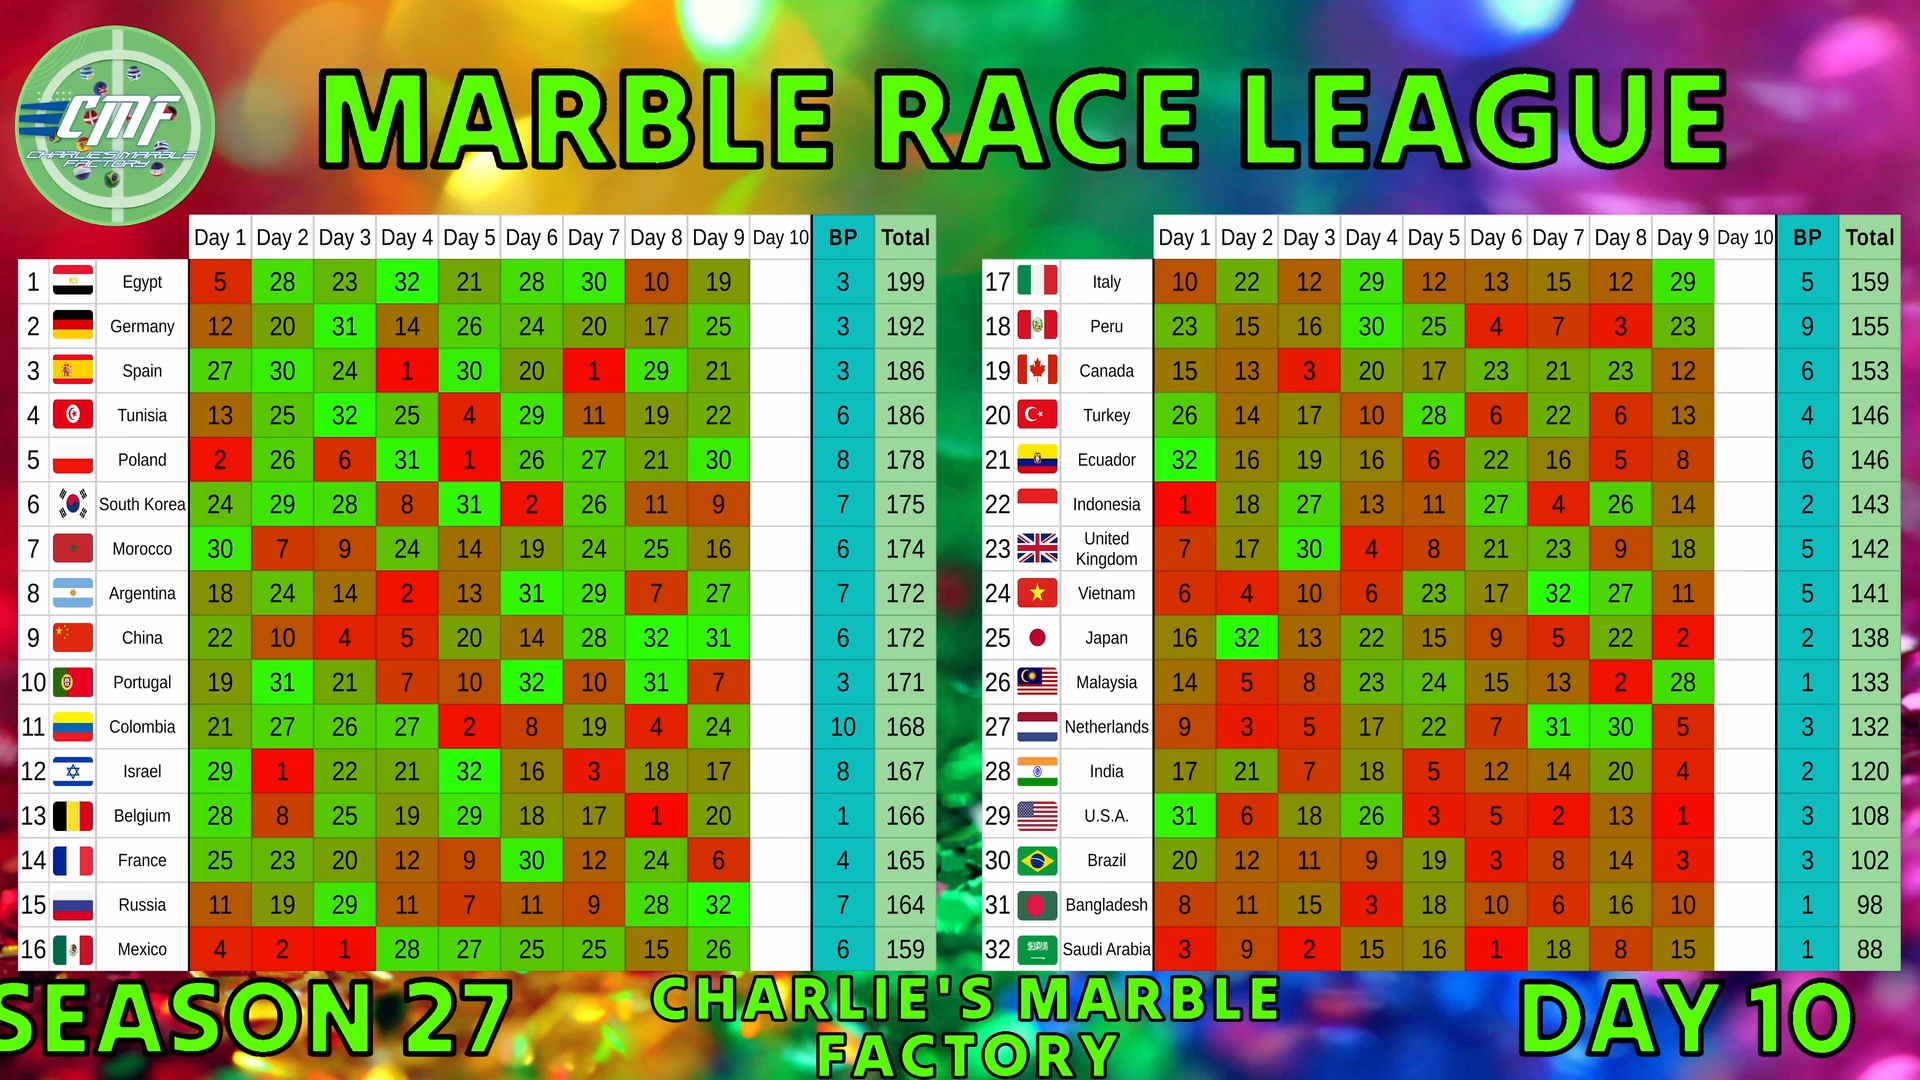 CMF
CHARLIE'S MARBLE
FACTORY
MARBLE RACE LEAGUE
Day 1 Day 2 Day 3 Day 4 Day 5 Day 6 Day 7 Day 8 Day 9 Day 10 BP Total
1 Egypt 5 28 23 32 21 28 30 10 19 3 199
2 Germany 12 20 31 14 26 24 20 17 25 3 192
3 Spain 27 30 24 1 30 20 1 29 21 3 186
4 Tunisia 13 25 32 25 4 29 11 19 22 6 186
5 Poland 2 26 6 31 1 26 27 21 30 8 178
6 South Korea 24 29 28 8 31 2 26 11 9 7 175
7 Morocco 30 7 9 24 14 19 24 25 16 6 174
8 Argentina 18 24 14 2 13 31 29 7 27 7 172
9 China 22 10 4 5 20 14 28 32 31 6 172
10 Portugal 19 31 21 7 10 32 10 31 7 3 171
11 Colombia 21 27 26 27 2 8 19 4 24 10 168
12 Israel 29 1 22 21 32 16 3 18 17 8 167
13 Belgium 28 8 25 19 29 18 17 1 20 1 166
14 France 25 23 20 12 9 30 12 24 6 4 165
15 Russia 11 19 29 11 7 11 9 28 32 7 164
16 Mexico 4 2 1 28 27 25 25 15 26 6 159
Day 1 Day 2 Day 3 Day 4 Day 5 Day 6 Day 7 Day 8 Day 9 Day 10 BP Total
17 Italy 10 22 12 29 12 13 15 12 29 5 159
18 Peru 23 15 16 30 25 4 7 3 23 9 155
19 Canada 15 13 3 20 17 23 21 23 12 6 153
20 Turkey 26 14 17 10 28 6 22 6 13 4 146
21 Ecuador 32 16 19 16 6 22 16 5 8 6 146
22 Indonesia 1 18 27 13 11 27 4 26 14 2 143
23 United Kingdom 7 17 30 4 8 21 23 9 18 5 142
24 Vietnam 6 4 10 6 23 17 32 27 11 5 141
25 Japan 16 32 13 22 15 9 5 22 2 2 138
26 Malaysia 14 5 8 23 24 15 13 2 28 1 133
27 Netherlands 9 3 5 17 22 7 31 30 5 3 132
28 India 17 21 7 18 5 12 14 20 4 2 120
29 U.S.A. 31 6 18 26 3 5 2 13 1 3 108
30 Brazil 20 12 11 9 19 3 8 14 3 3 102
31 Bangladesh 8 11 15 3 18 10 6 16 10 1 98
32 Saudi Arabia 3 9 2 15 16 1 18 8 15 1 88
SEASON 27
CHARLIE'S MARBLE
FACTORY
DAY 10